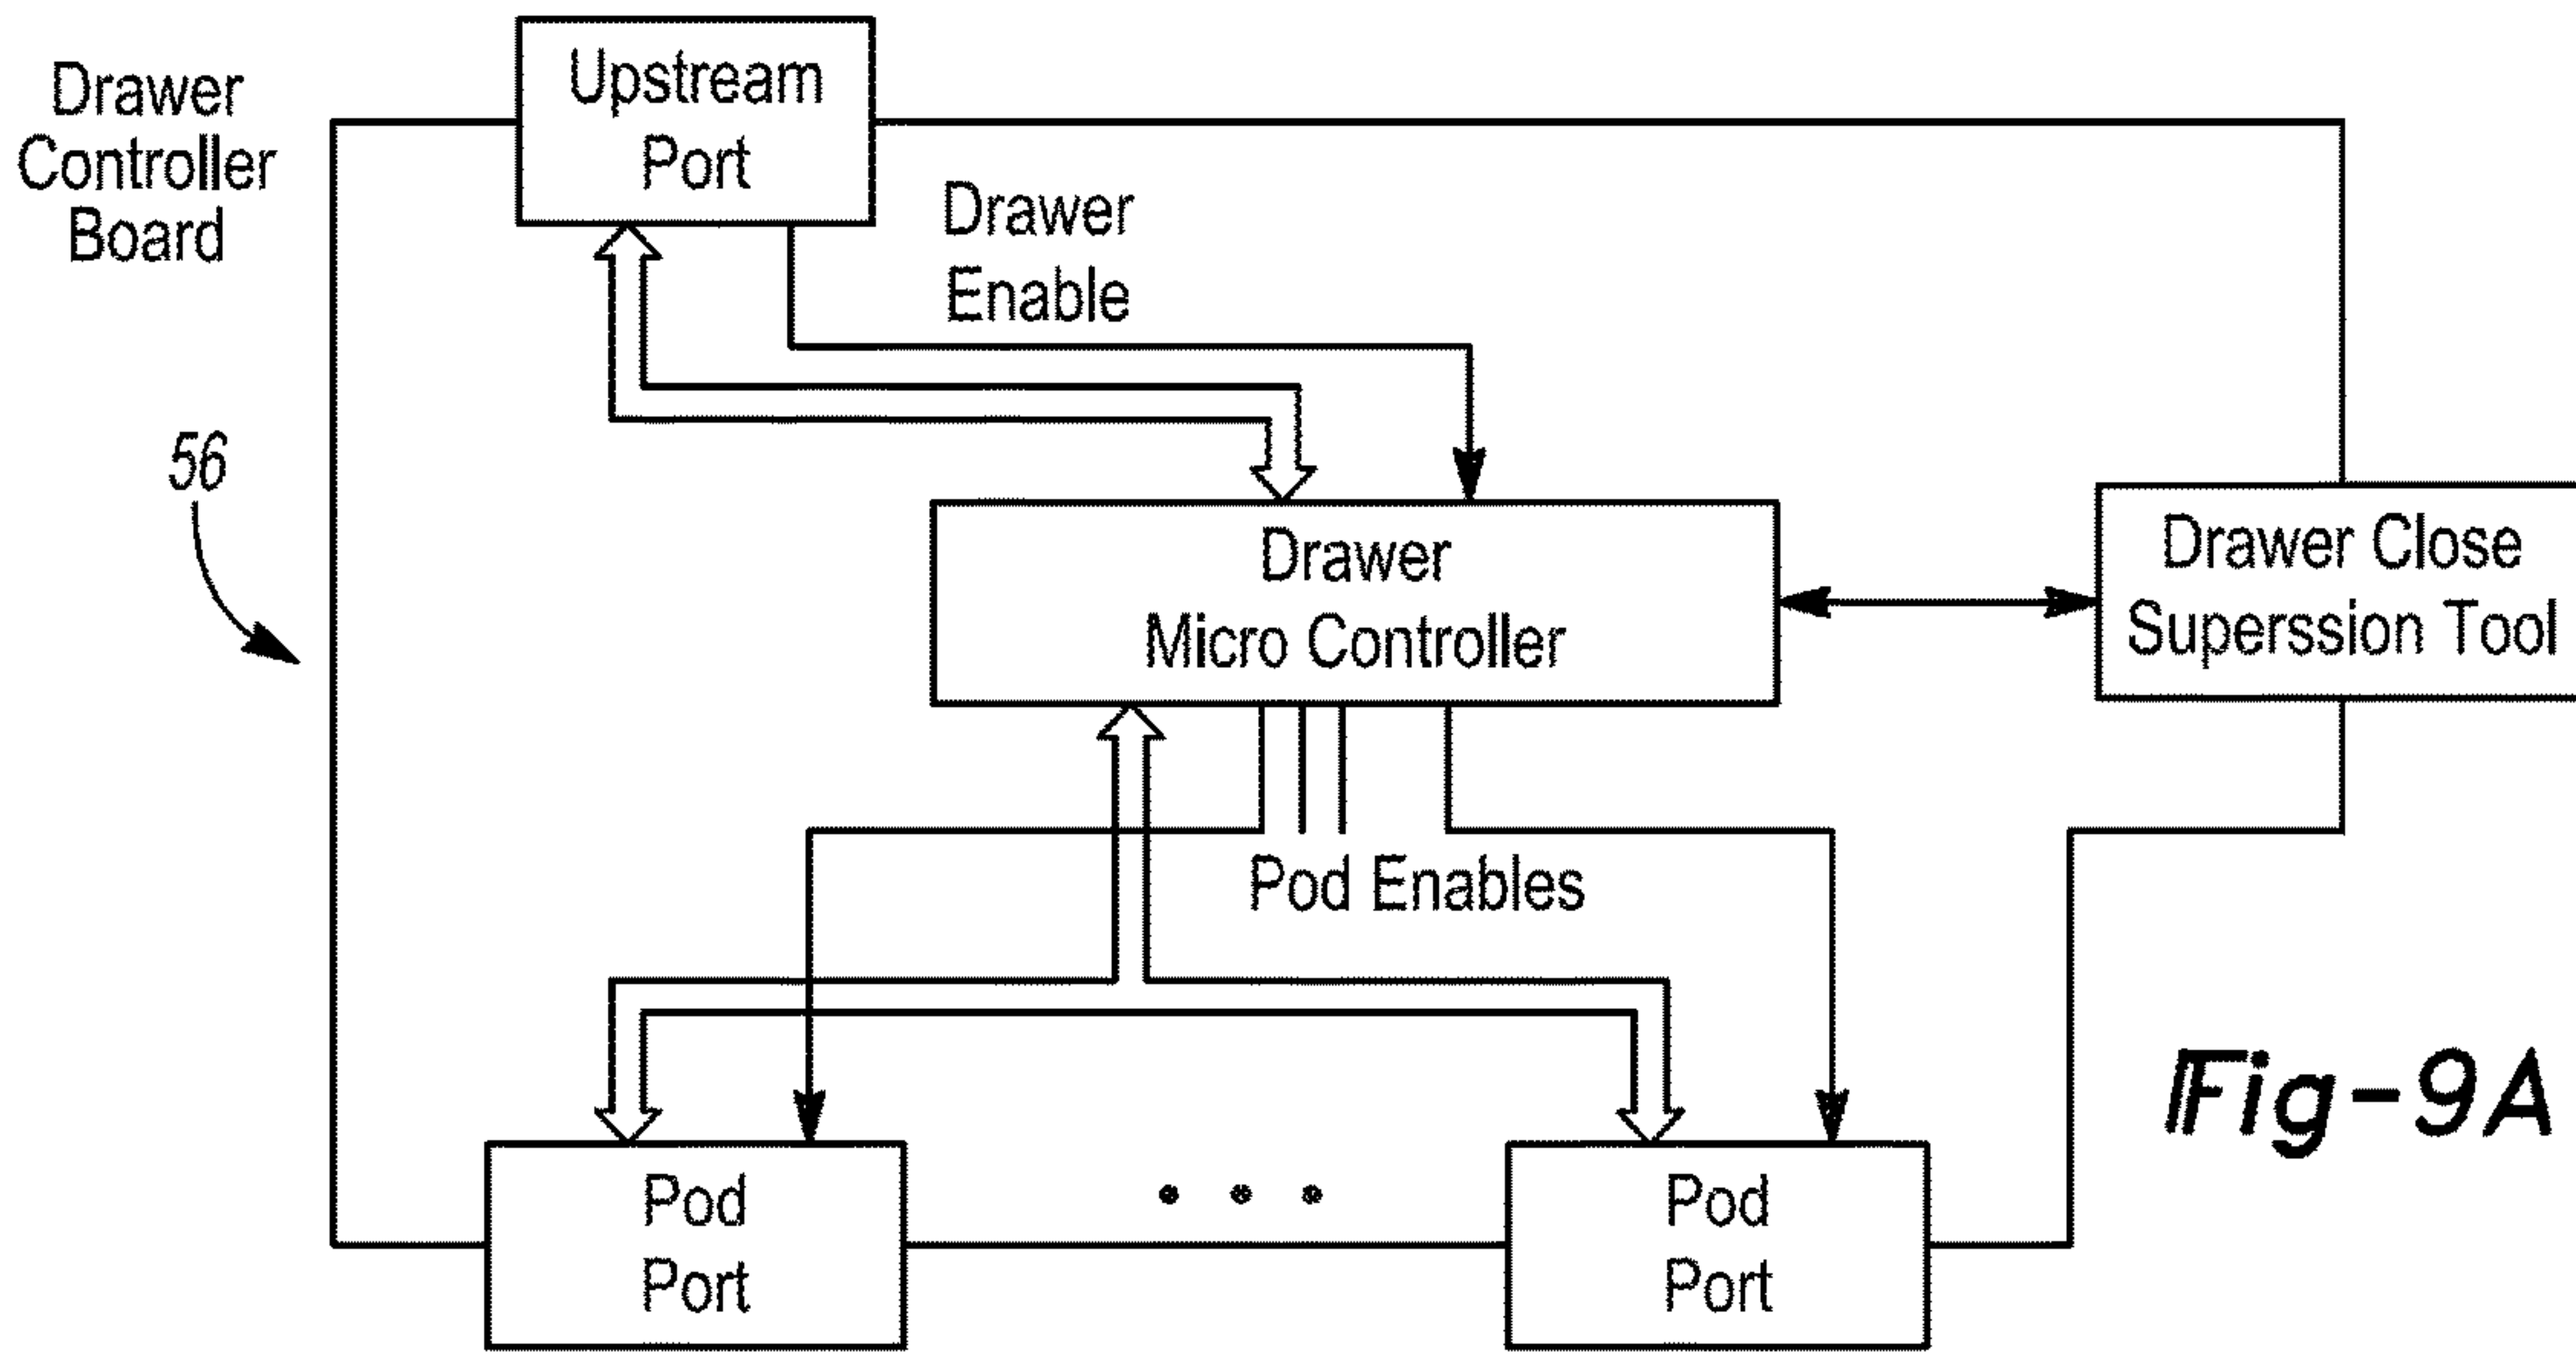 Drawer
Controller
Board
Upstream
Port
Drawer
Enable
56
Drawer
Micro Controller
Drawer Close
Superssion Tool
Pod Enables
Pod
Port
• • •
Pod
Port
Fig-9A